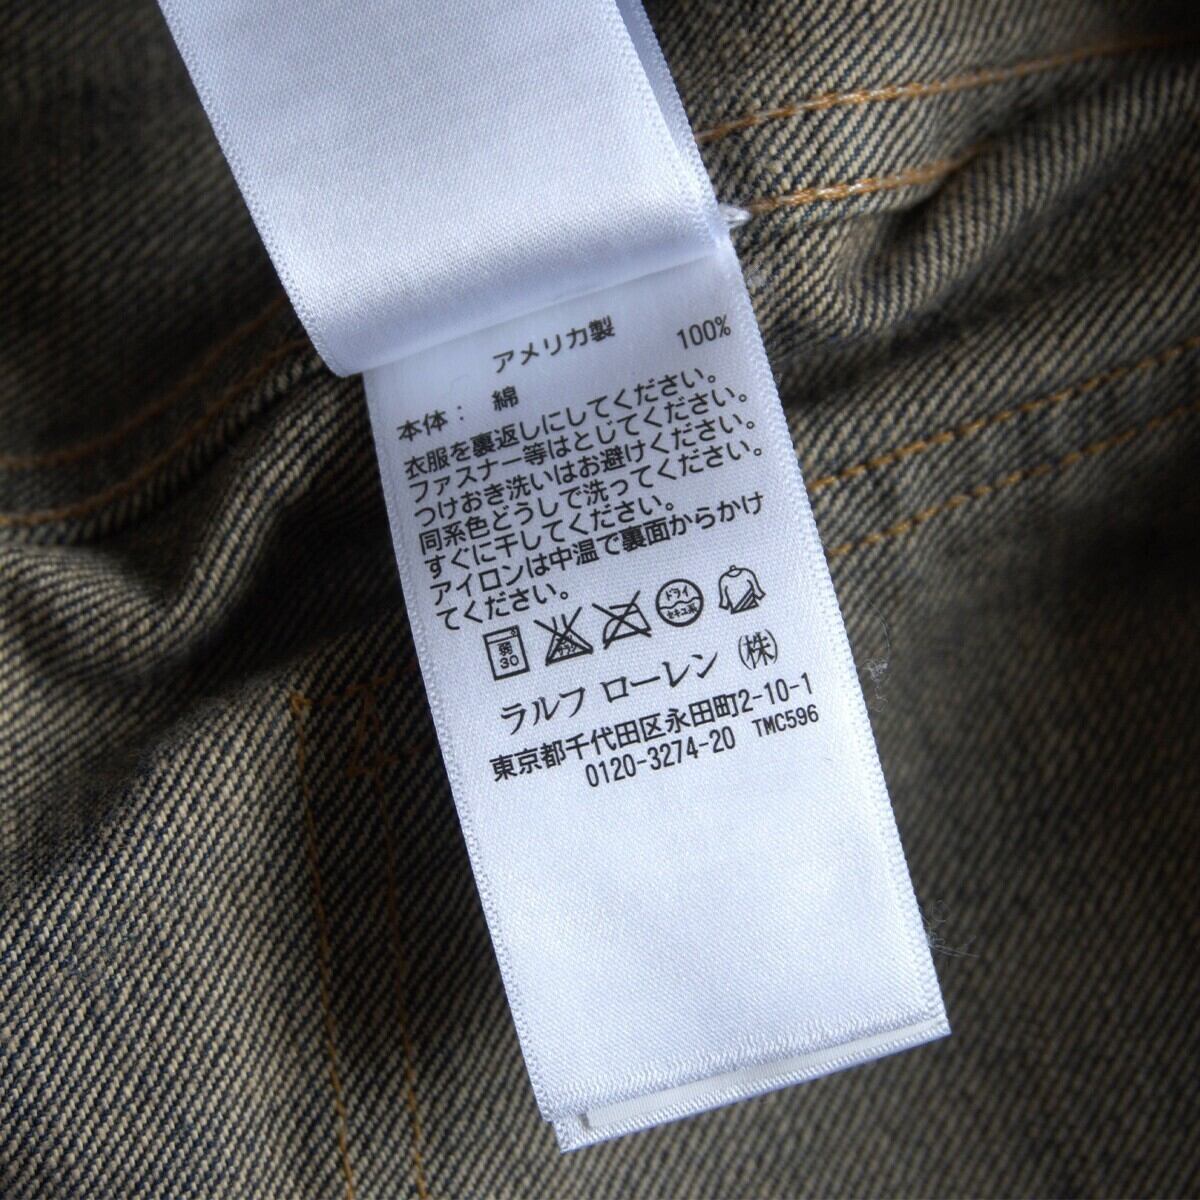 アメリカ製
本体: 綿 100%
衣服を裏返しにしてください。
ファスナー等はとじてください。
つけおき洗いはお避けください。
同系色どうしで洗ってください。
すぐに干してください。
アイロンは中温で裏面からかけ
てください。
弱 30 ドライ セキユ系
ラルフ ローレン (株)
東京都千代田区永田町2-10-1
0120-3274-20 TMC596